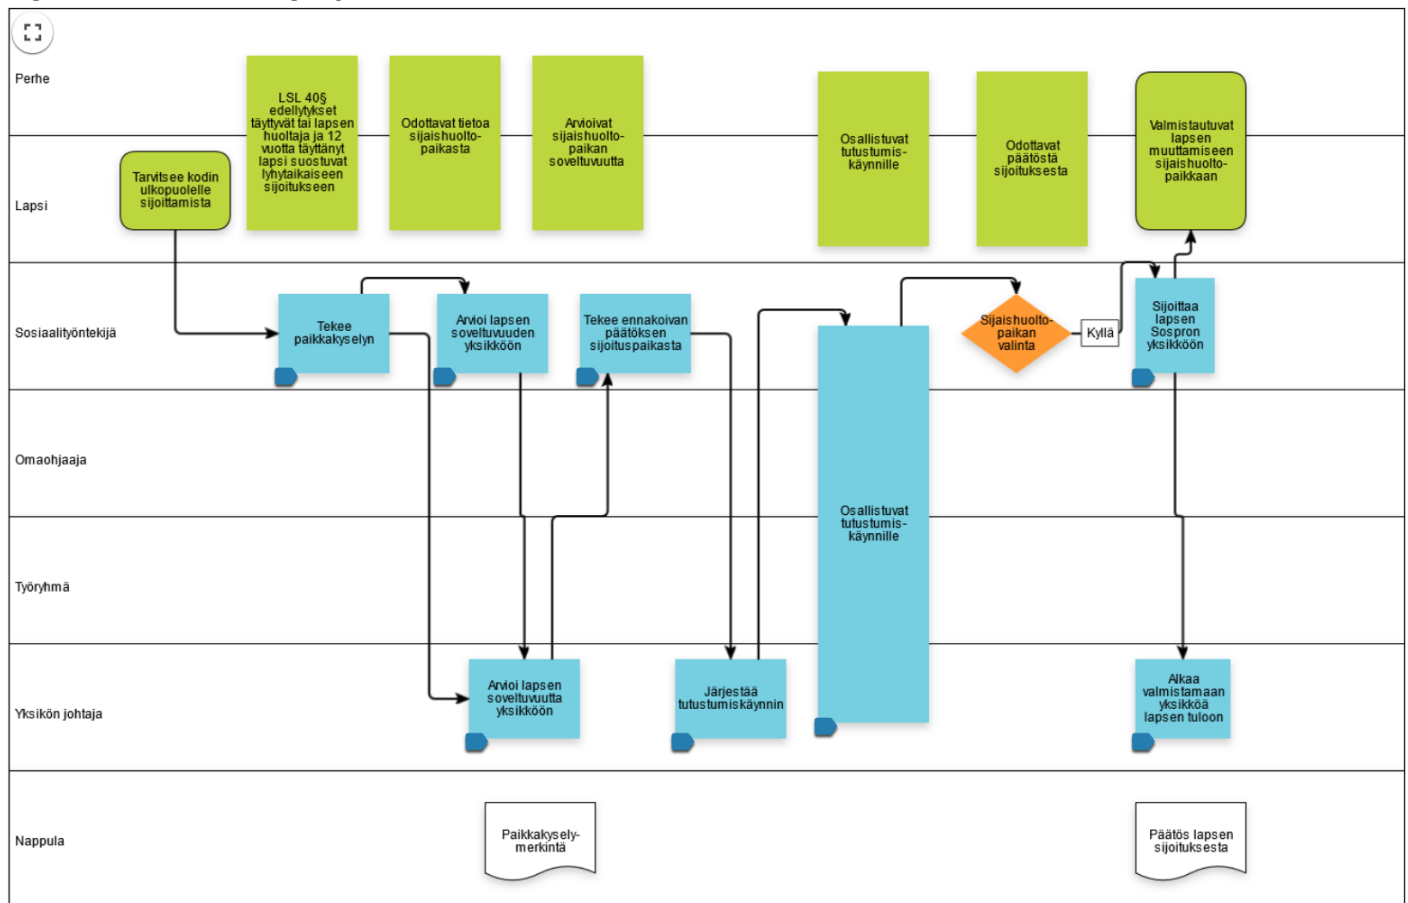 Perhe
LSL 40§
edellytykset
täyttyvät tai lapsen
huoltaja ja 12
vuotta täyttänyt
lapsi suostuvat
lyhytaikaiseen
sijoitukseen
Odottavat tietoa
sijaishuolto-
paikasta
Arvioivat
sijaishuolto-
paikan
soveltuvuutta
Osallistuvat
tutustumis-
käynnille
Odottavat
päätöstä
sijoituksesta
Valmistautuvat
lapsen
muuttamiseen
sijaishuolto-
paikkaan
Lapsi
Tarvitsee kodin
ulkopuolelle
sijoittamista
Sosiaalityöntekijä
Tekee
paikkakyselyn
Arvioi lapsen
soveltuvuuden
yksikköön
Tekee ennakoivan
päätöksen
sijoituspaikasta
Sijaishuolto-
paikan
valinta
Kyllä
Sijoittaa
lapsen
Sospron
yksikköön
Omaohjaaja
Osallistuvat
tutustumis-
käynnille
Työryhmä
Yksikön johtaja
Arvioi lapsen
soveltuvuutta
yksikköön
Järjestää
tutustumiskäynnin
Alkaa
valmistamaan
yksikköä
lapsen tuloon
Nappula
Paikkakysely-
merkintä
Päätös lapsen
sijoituksesta